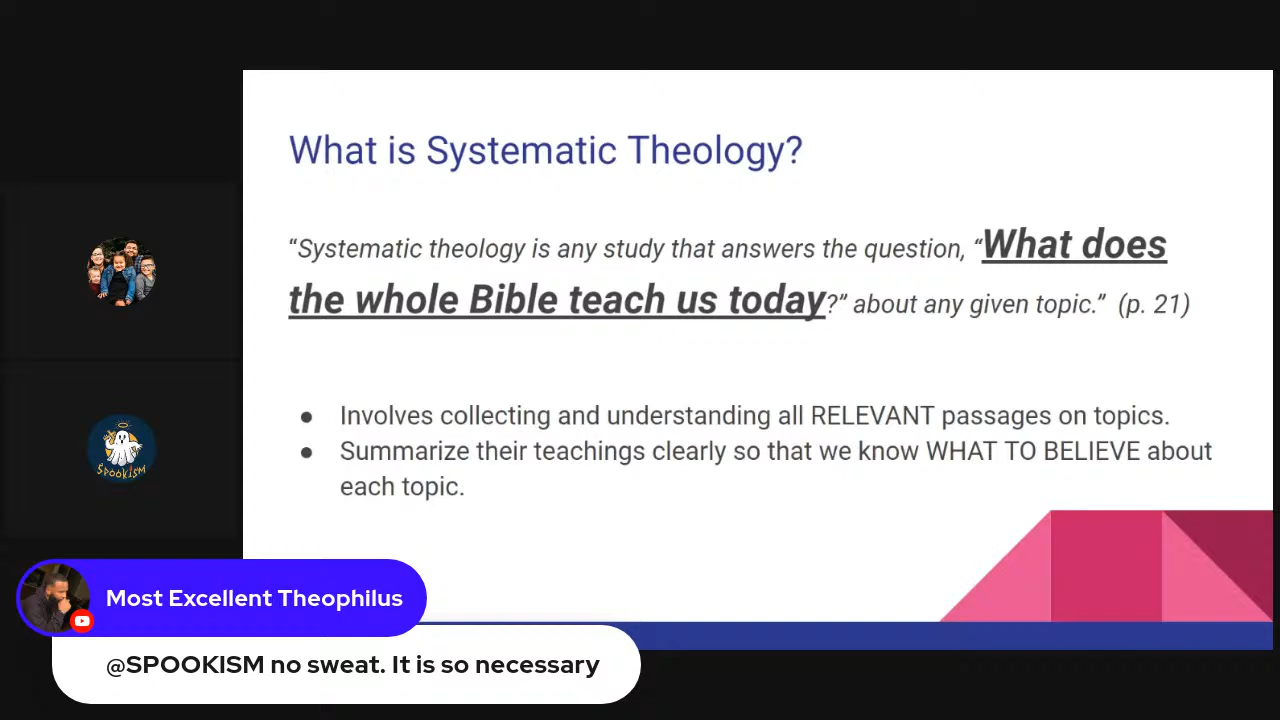 What is Systematic Theology?
“Systematic theology is any study that answers the question, “What does
the whole Bible teach us today?” about any given topic.” (p. 21)
● Involves collecting and understanding all RELEVANT passages on topics.
● Summarize their teachings clearly so that we know WHAT TO BELIEVE about
each topic.
SPOOKISM
Most Excellent Theophilus
@SPOOKISM no sweat. It is so necessary